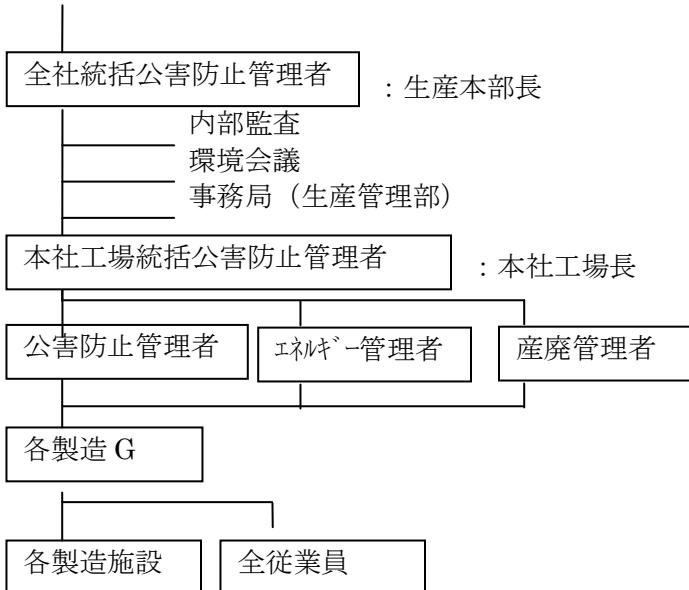 全社統括公害防止管理者
:生産本部長
内部監査
環境会議
事務局(生産管理部)
本社工場統括公害防止管理者
:本社工場長
公害防止管理者
エネルギー管理者
産廃管理者
各製造 G
各製造施設
全従業員